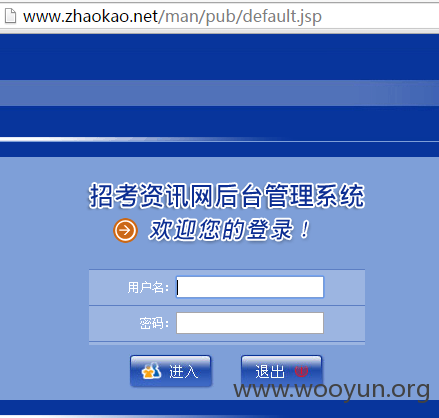 www.zhaokao.net/man/pub/default.jsp
招考资讯网后台管理系统
欢迎您的登录！
用户名：
密码：
进入 退出
www.wooyun.org